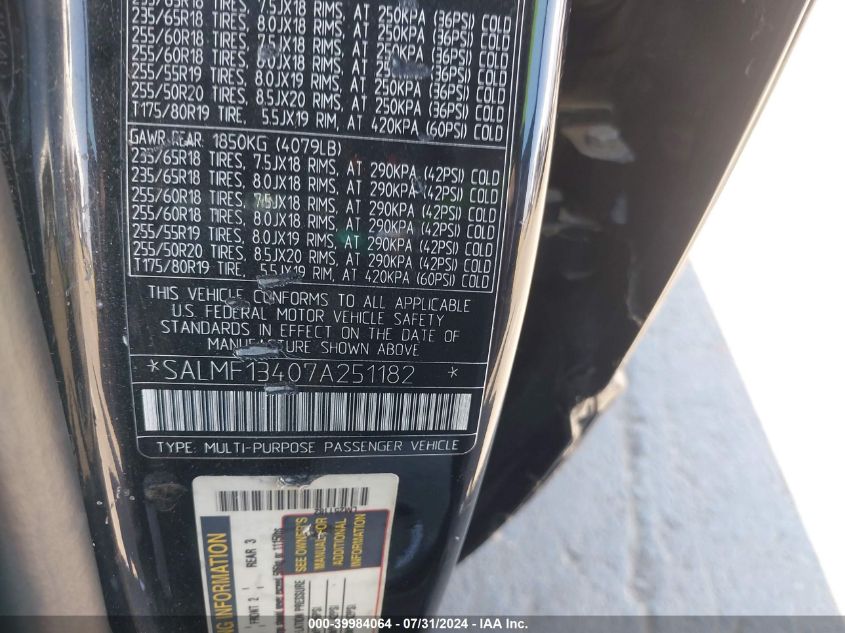 255/65R18 TIRES, 7.5JX18 RIMS, AT 250KPA (36PSI) COLD
235/65R18 TIRES, 8.0JX18 RIMS, AT 250KPA (36PSI) COLD
255/60R18 TIRES, 7.5JX18 RIMS, AT 250KPA (36PSI) COLD
255/60R18 TIRES, 8.0JX18 RIMS, AT 250KPA (36PSI) COLD
255/55R19 TIRES, 8.0JX19 RIMS, AT 250KPA (36PSI) COLD
255/50R20 TIRES, 8.5JX20 RIMS, AT 250KPA (36PSI) COLD
T175/80R19 TIRE, 5.5JX19 RIM, AT 420KPA (60PSI) COLD
GAWR REAR 1850KG (4079LB)
235/65R18 TIRES, 7.5JX18 RIMS, AT 290KPA (42PSI) COLD
235/65R18 TIRES, 8.0JX18 RIMS, AT 290KPA (42PSI) COLD
255/60R18 TIRES, 7.5JX18 RIMS, AT 290KPA (42PSI) COLD
255/60R18 TIRES, 8.0JX18 RIMS, AT 290KPA (42PSI) COLD
255/55R19 TIRES, 8.0JX19 RIMS, AT 290KPA (42PSI) COLD
255/50R20 TIRES, 8.5JX20 RIMS, AT 290KPA (42PSI) COLD
T175/80R19 TIRE, 5.5JX19 RIM, AT 420KPA (60PSI) COLD
THIS VEHICLE CONFORMS TO ALL APPLICABLE
U.S. FEDERAL MOTOR VEHICLE SAFETY
STANDARDS IN EFFECT ON THE DATE OF
MANUFACTURE SHOWN ABOVE
*SALMF13407A251182 *
TYPE: MULTI-PURPOSE PASSENGER VEHICLE
INFORMATION
FRONT 2
REAR 3
SEE OWNER'S
MANUAL FOR
ADDITIONAL
INFORMATION
PRESSURE
000-39984064 - 07/31/2024 - IAA Inc.